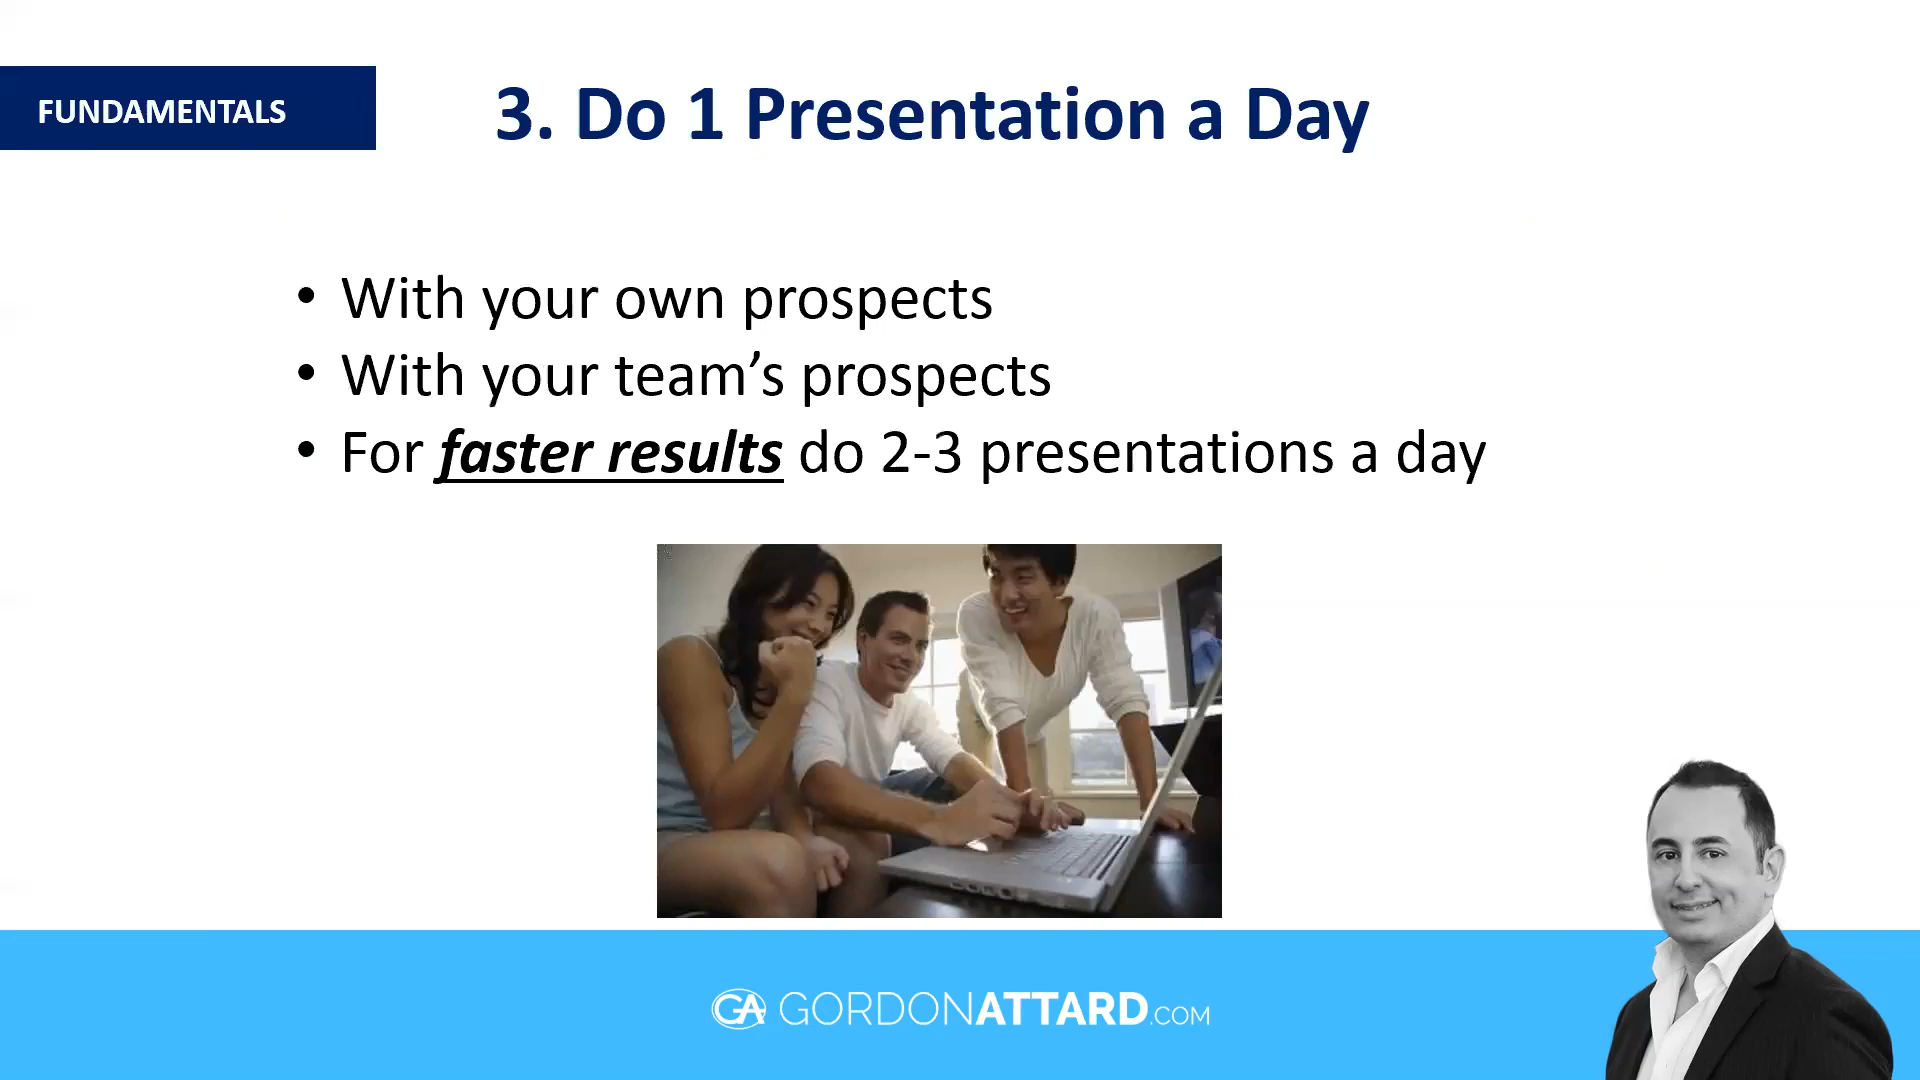 FUNDAMENTALS
3. Do 1 Presentation a Day
• With your own prospects
• With your team’s prospects
• For faster results do 2-3 presentations a day
GA GORDONATTARD.COM